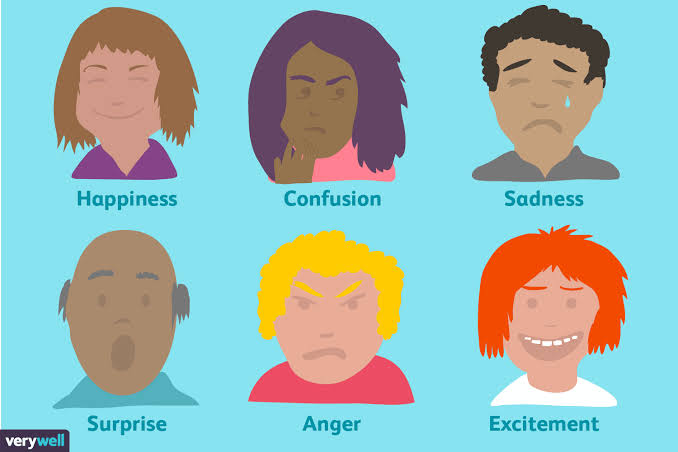 Happiness
Confusion
Sadness
Surprise
Anger
Excitement
verywell